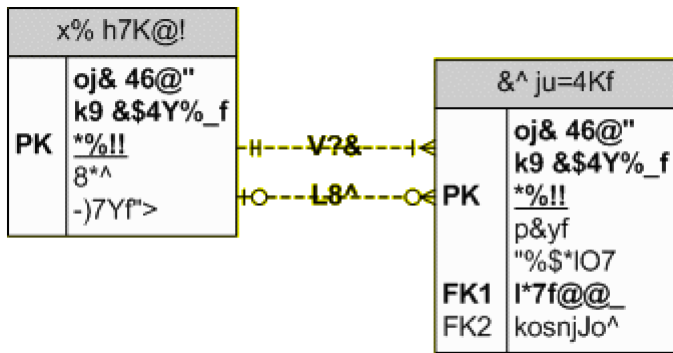 x% h7K@!
oj& 46@"
k9 &$4Y%_f
PK *%!!
8*^
-)7Yf">
V?&
L8^
&^ ju=4Kf
oj& 46@"
k9 &$4Y%_f
PK *%!!
p&yf
"%$*IO7
FK1 I*7f@@_
FK2 kosnjJo^